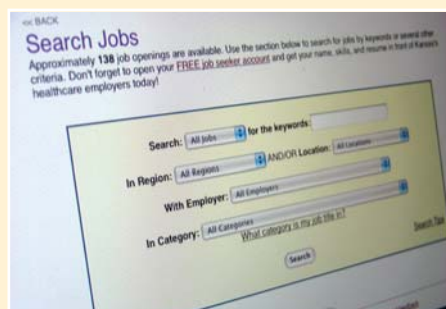 << BACK
Search Jobs
Approximately 138 job openings are available. Use the section below to search for jobs by keywords or several other
criteria. Don't forget to open your FREE job seeker account and get your name, skills, and resume in front of Kansas's
healthcare employers today!
Search: All Jobs for the keywords:
In Region: All Regions AND/OR Location: All Locations
With Employer: All Employers
In Category: All Categories
What category is my job title in?
Search Tips
Search